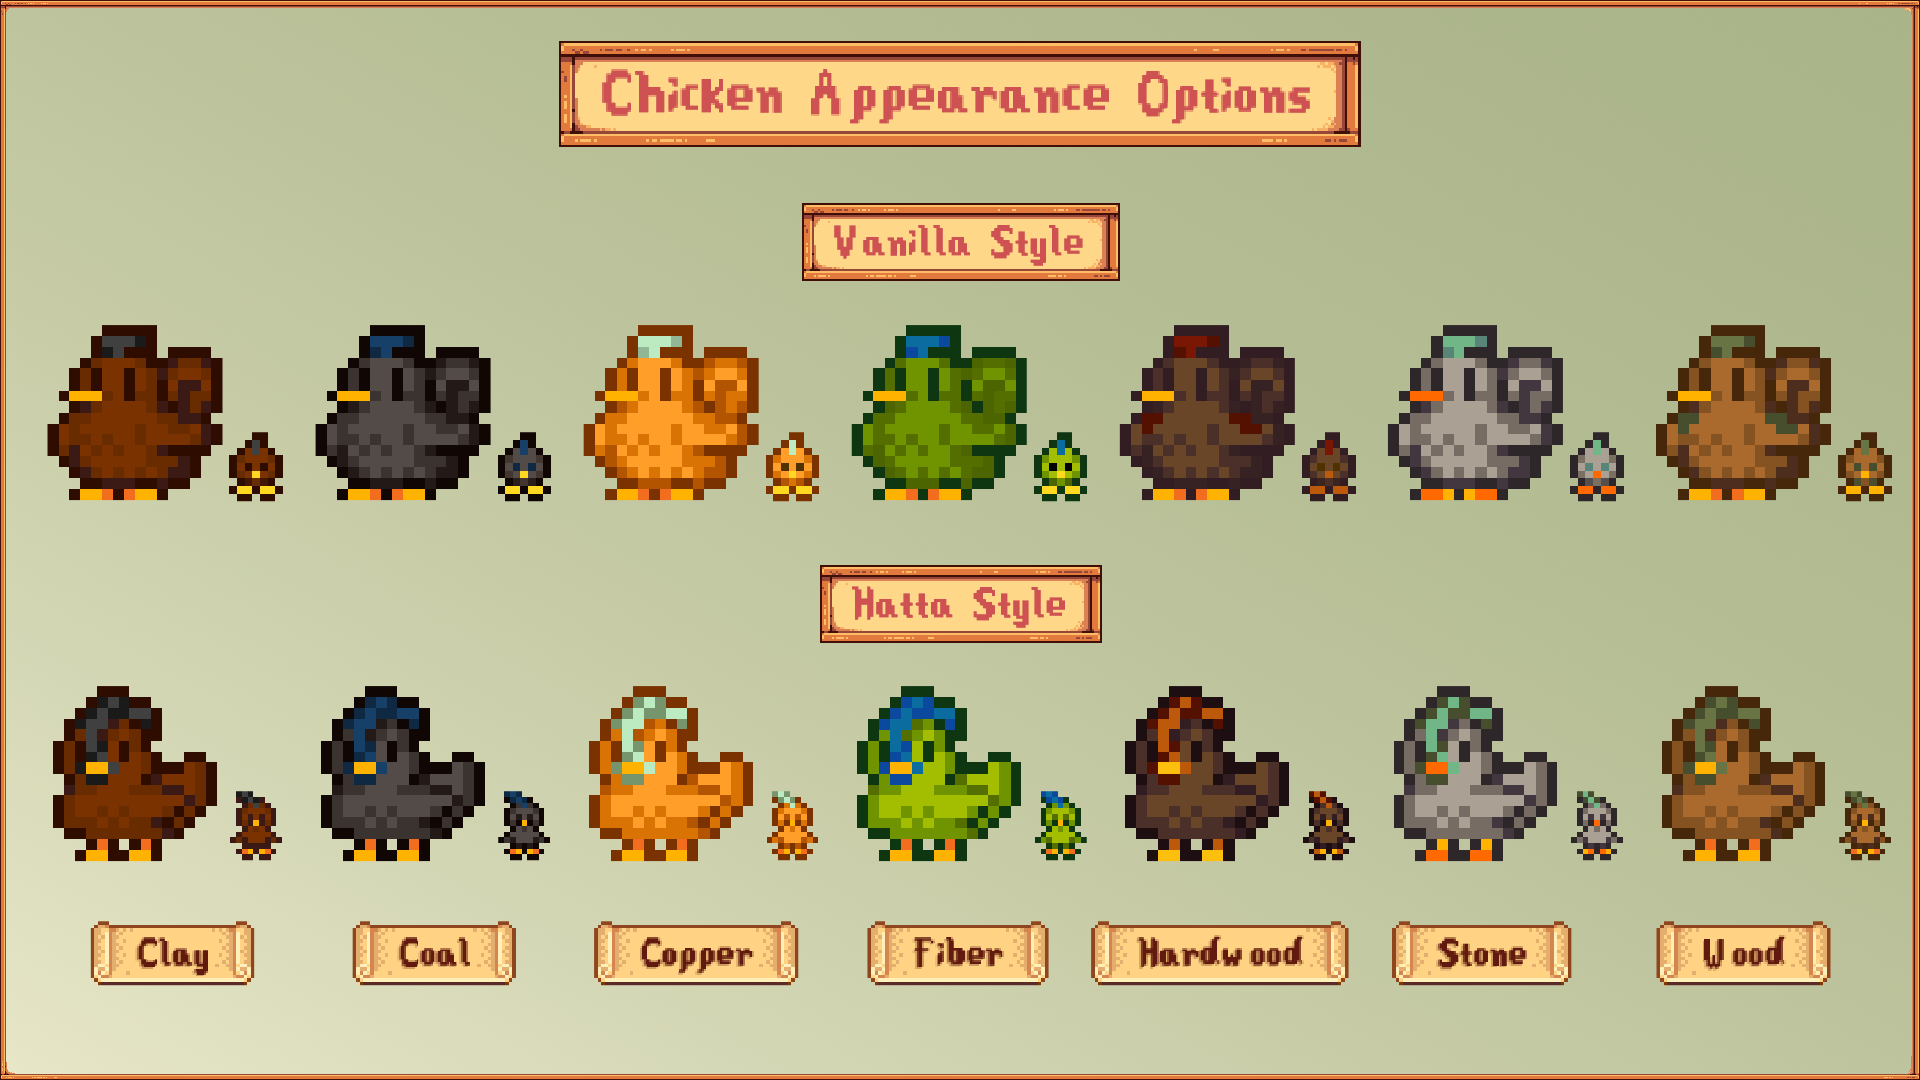 Chicken Appearance Options
Vanilla Style
Hatta Style
Clay
Coal
Copper
Fiber
Hardwood
Stone
Wood